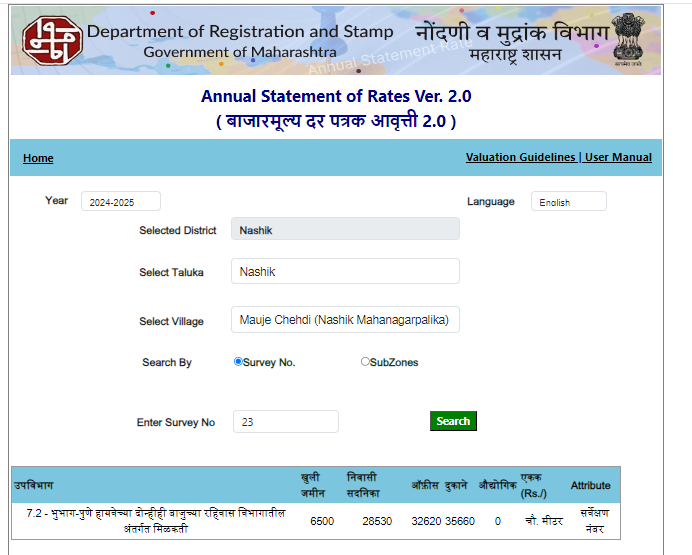 Department of Registration and Stamp
Government of Maharashtra
नोंदणी व मुद्रांक विभाग
महाराष्ट्र शासन
Annual Statement Rate
Annual Statement of Rates Ver. 2.0
( बाजारमूल्य दर पत्रक आवृत्ती 2.0 )
Home
Valuation Guidelines | User Manual
Year 2024-2025 Language English
Selected District Nashik
Select Taluka Nashik
Select Village Mauje Chehdi (Nashik Mahanagarpalika)
Search By Survey No. SubZones
Enter Survey No 23 Search
उपविभाग खुली जमीन निवासी सदनिका ऑफ़ीस दुकाने औद्योगिक एकक (Rs./) Attribute
7.2 - भुभाग-पुणे हायवेच्या दोन्हीही बाजुच्या रहिवास विभागातील
अंतर्गत मिळकती
6500 28530 32620 35660 0 चौ. मीटर सर्वेक्षण नंबर